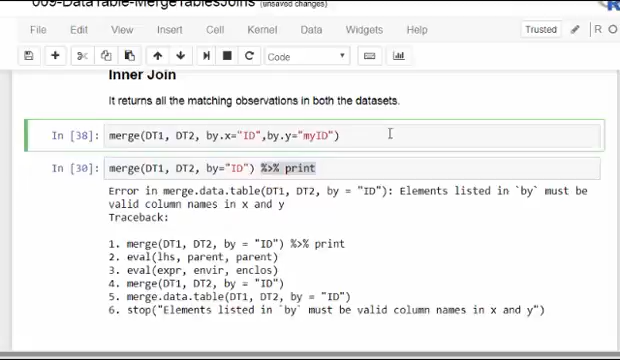 009-DataTable-MergeTablesJoins (unsaved changes)
File Edit View Insert Cell Kernel Data Widgets Help Trusted R O
Code
Inner Join
It returns all the matching observations in both the datasets.
In [38]: merge(DT1, DT2, by.x="ID",by.y="myID")
In [30]: merge(DT1, DT2, by="ID") %>% print
Error in merge.data.table(DT1, DT2, by = "ID"): Elements listed in `by` must be
valid column names in x and y
Traceback:
1. merge(DT1, DT2, by = "ID") %>% print
2. eval(lhs, parent, parent)
3. eval(expr, envir, enclos)
4. merge(DT1, DT2, by = "ID")
5. merge.data.table(DT1, DT2, by = "ID")
6. stop("Elements listed in `by` must be valid column names in x and y")